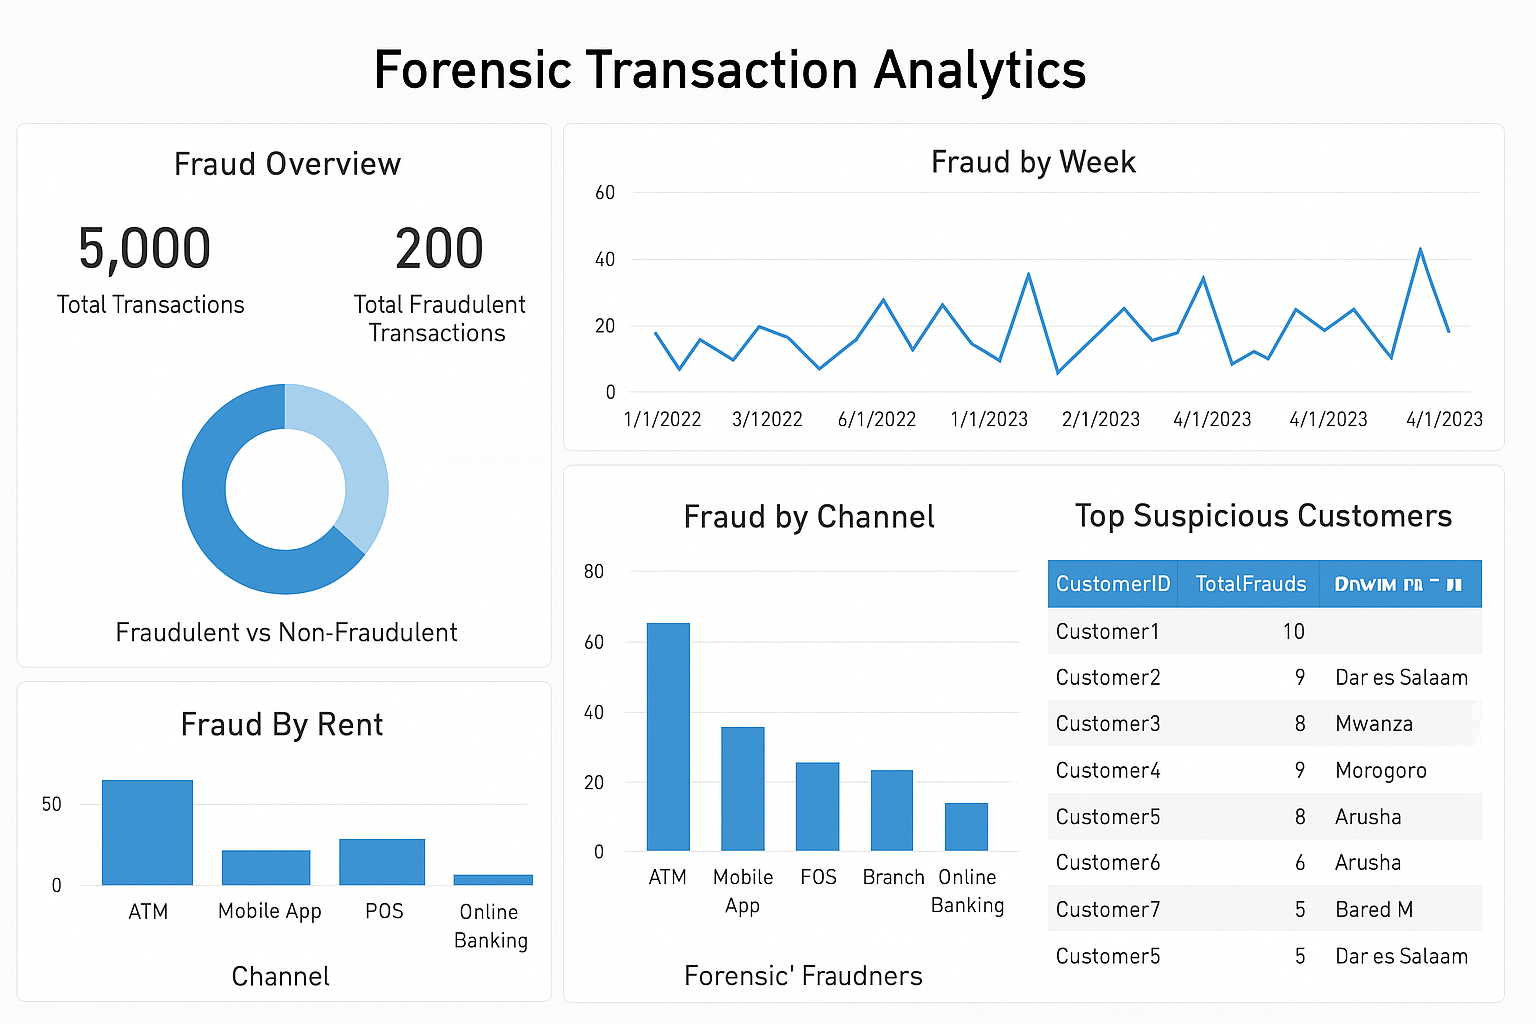 Forensic Transaction Analytics
Fraud Overview
5,000
Total Transactions
200
Total Fraudulent
Transactions
Fraudulent vs Non-Fraudulent
Fraud by Week
60
40
20
0
1/1/2022 3/12022 6/1/2022 1/1/2023 2/1/2023 4/1/2023 4/1/2023 4/1/2023
Fraud By Rent
50
0
ATM Mobile App POS Online
Banking
Channel
Fraud by Channel
80
60
40
20
0
ATM Mobile FOS Branch Online
App Banking
Forensic' Fraudners
Top Suspicious Customers
CustomerID TotalFrauds
Customer1 10
Customer2 9 Dar es Salaam
Customer3 8 Mwanza
Customer4 9 Morogoro
Customer5 8 Arusha
Customer6 6 Arusha
Customer7 5 Bared M
Customer5 5 Dar es Salaam